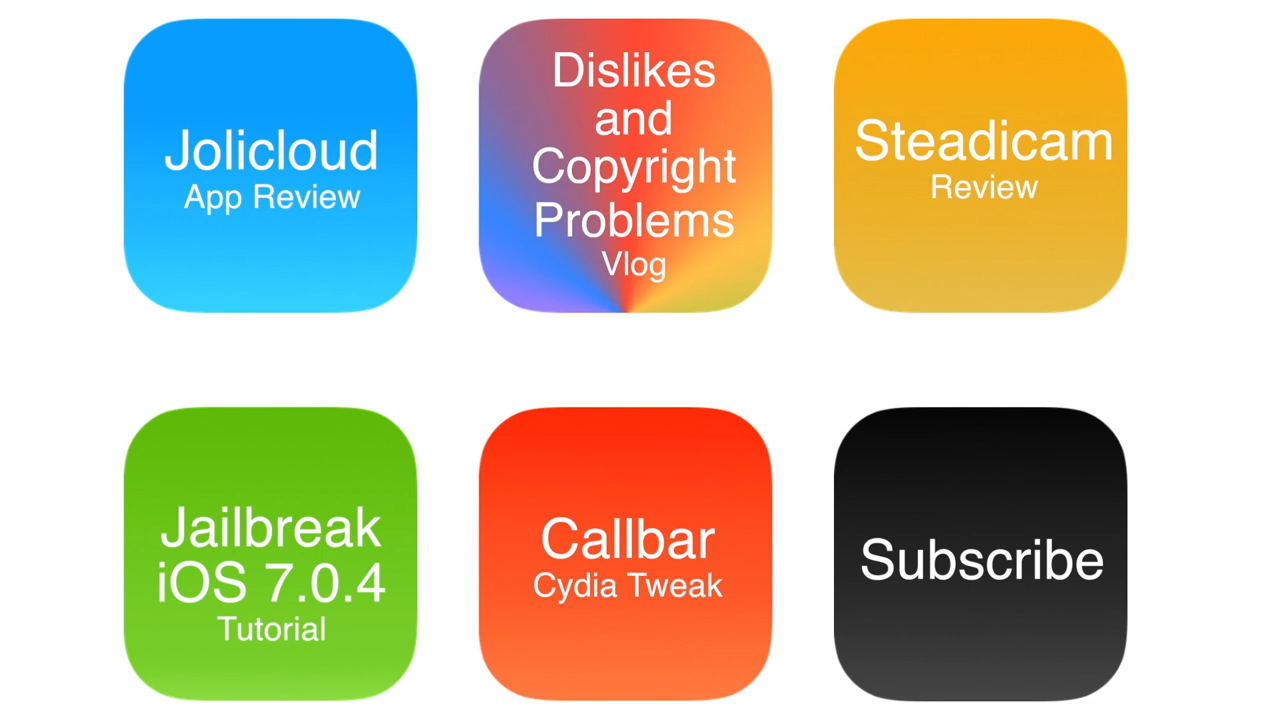 Jolicloud
App Review
Dislikes
and
Copyright
Problems
Vlog
Steadicam
Review
Jailbreak
iOS 7.0.4
Tutorial
Callbar
Cydia Tweak
Subscribe